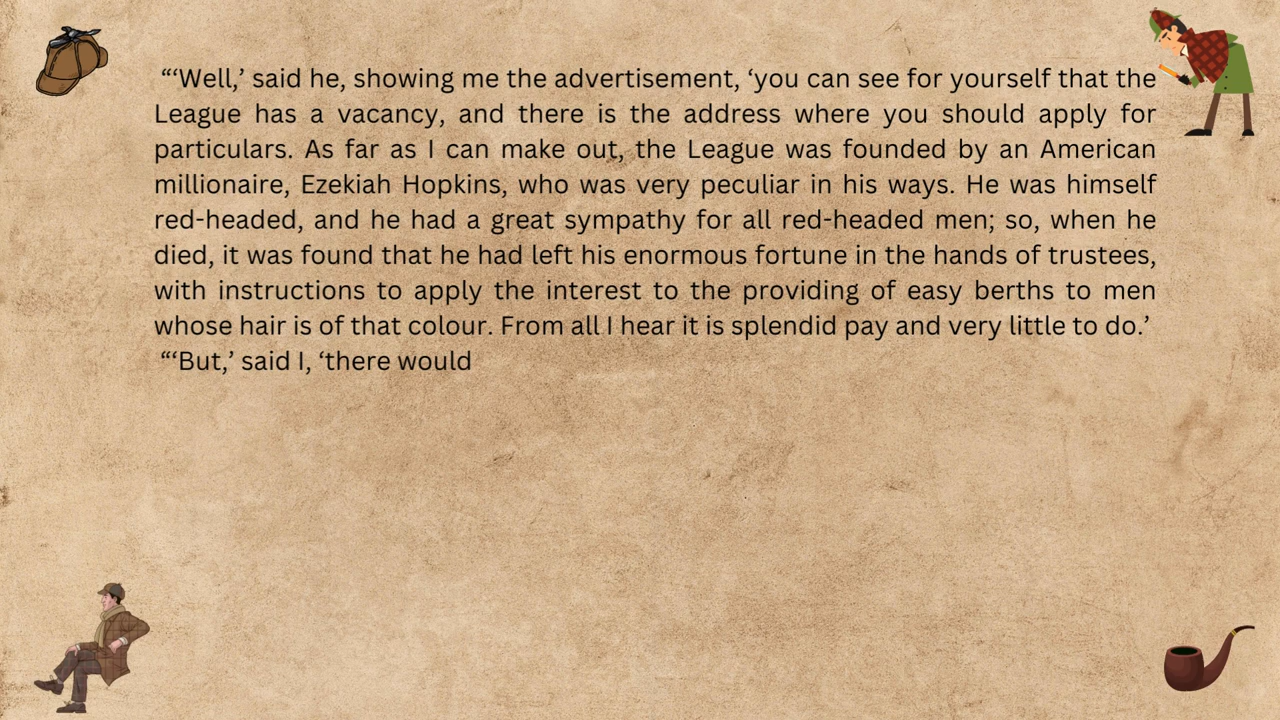 “‘Well,’ said he, showing me the advertisement, ‘you can see for yourself that the
League has a vacancy, and there is the address where you should apply for
particulars. As far as I can make out, the League was founded by an American
millionaire, Ezekiah Hopkins, who was very peculiar in his ways. He was himself
red-headed, and he had a great sympathy for all red-headed men; so, when he
died, it was found that he had left his enormous fortune in the hands of trustees,
with instructions to apply the interest to the providing of easy berths to men
whose hair is of that colour. From all I hear it is splendid pay and very little to do.’
“‘But,’ said I, ‘there would